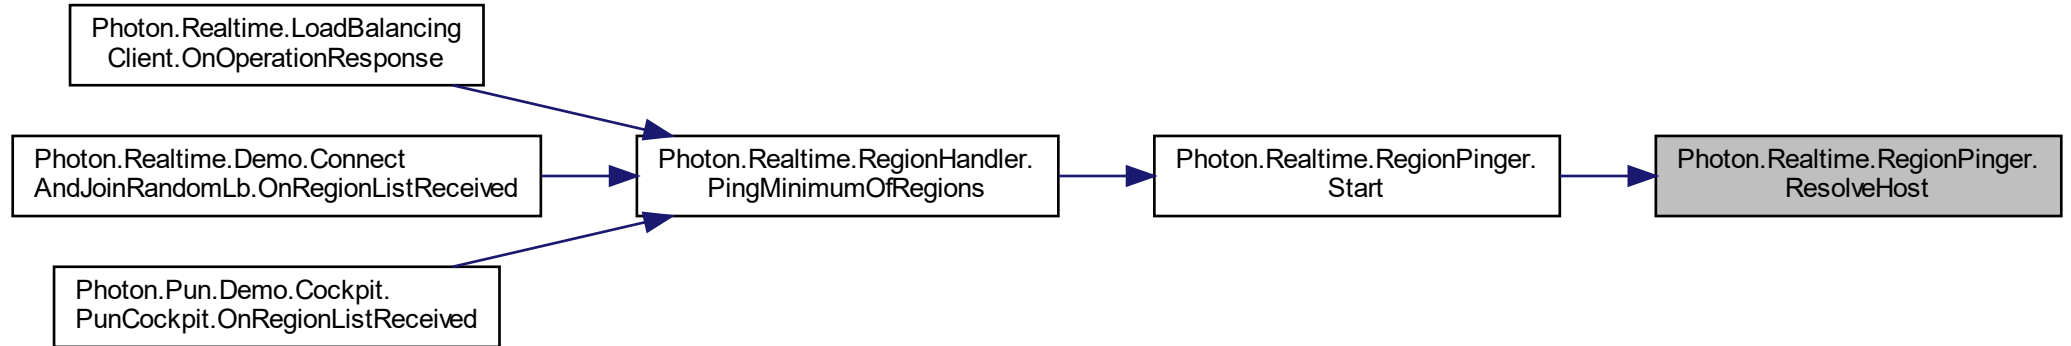 Photon.Realtime.LoadBalancing
Client.OnOperationResponse
Photon.Realtime.Demo.Connect
AndJoinRandomLb.OnRegionListReceived
Photon.Pun.Demo.Cockpit.
PunCockpit.OnRegionListReceived
Photon.Realtime.RegionHandler.
PingMinimumOfRegions
Photon.Realtime.RegionPinger.
Start
Photon.Realtime.RegionPinger.
ResolveHost